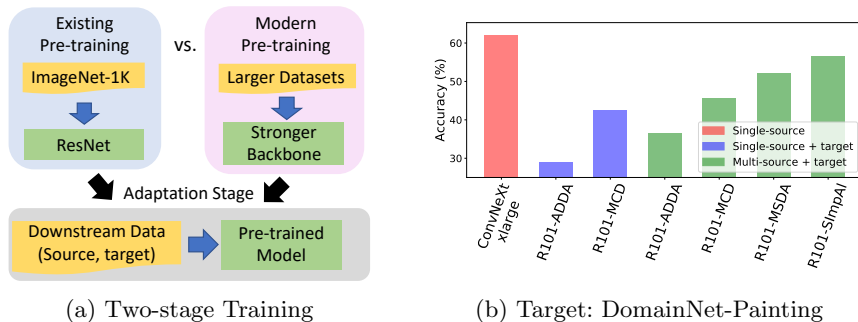 Existing
Pre-training
ImageNet-1K
ResNet
vs.
Modern
Pre-training
Larger Datasets
Stronger
Backbone
Adaptation Stage
Downstream Data
(Source, target)
Pre-trained
Model
(a) Two-stage Training
Accuracy (%)
60
50
40
30
Single-source
Single-source + target
Multi-source + target
ConvNeXt
xlarge
R101-ADDA
R101-MCD
R101-ADDA
R101-MCD
R101-MSDA
R101-SImpAl
(b) Target: DomainNet-Painting